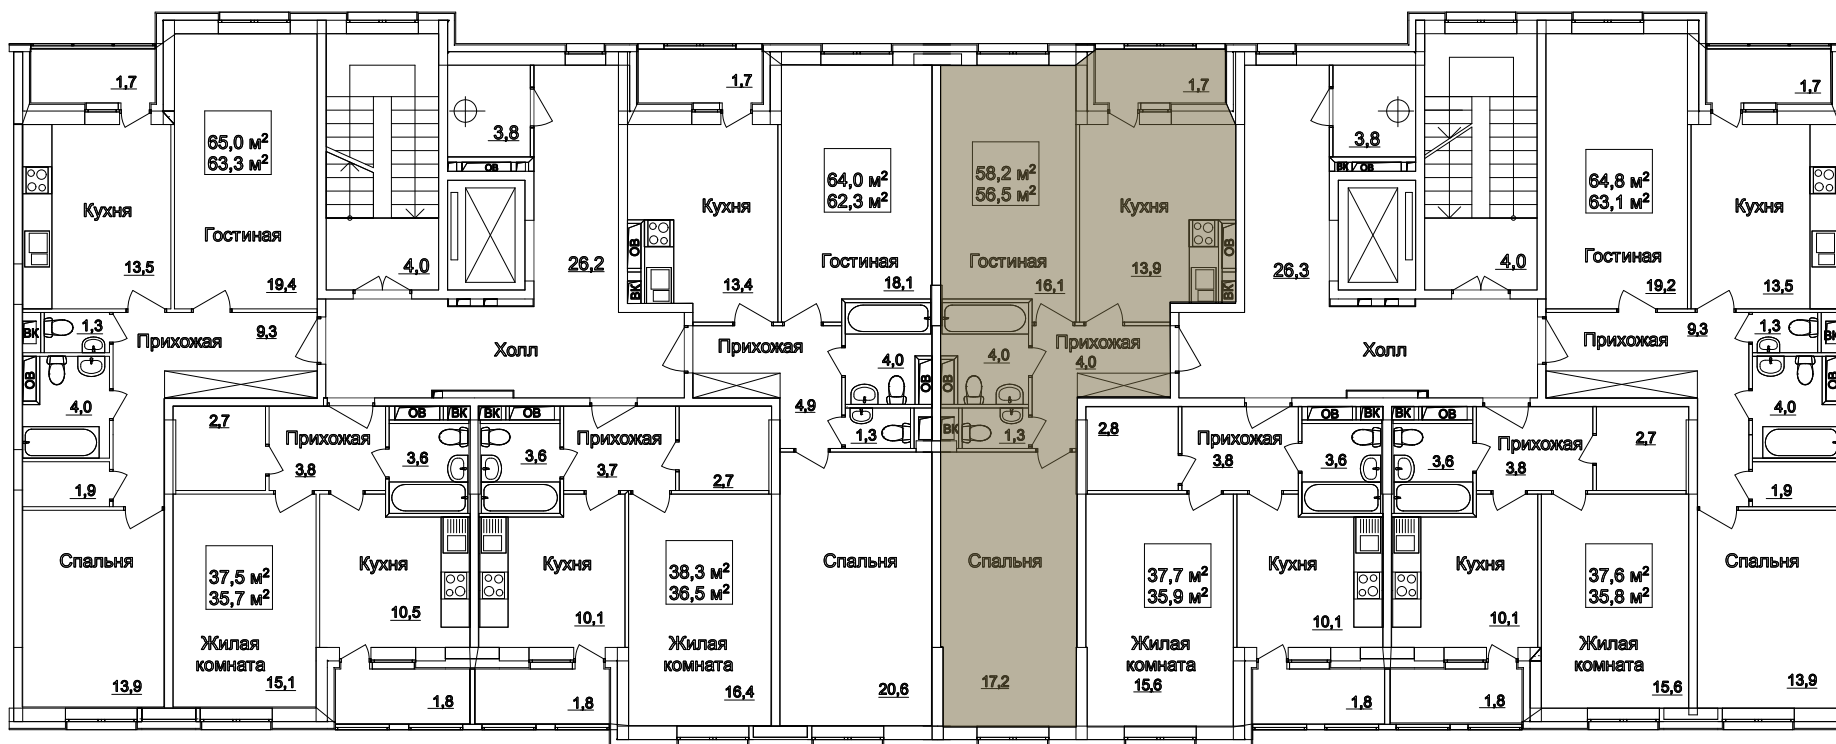 1,7
65,0 м²
63,3 м²
Кухня
13,5
Гостиная
19,4
4,0
3,8
ОВ
26,2
1,7
Кухня
ОВ
ВК
13,4
64,0 м²
62,3 м²
Гостиная
18,1
58,2 м²
56,5 м²
Гостиная
16,1
1,7
Кухня
13,9
ОВ
ВК
26,3
3,8
ВК
ОВ
4,0
64,8 м²
63,1 м²
Гостиная
19,2
1,7
Кухня
13,5
ВК
1,3
Прихожая
9,3
ОВ
4,0
1,9
Холл
Прихожая
4,9
4,0
ОВ
1,3
ОВ
4,0
ВК
1,3
Прихожая
4,0
Холл
Прихожая
9,3
1,3
ВК
4,0
ОВ
1,9
2,7
Прихожая
3,8
ОВ
ВК
3,6
ВК
ОВ
3,6
Прихожая
3,7
2,7
2,8
Прихожая
3,8
ОВ
ВК
3,6
ВК
ОВ
3,6
Прихожая
3,8
2,7
Спальня
13,9
37,5 м²
35,7 м²
Жилая
комната
15,1
Кухня
10,5
1,8
Кухня
10,1
1,8
38,3 м²
36,5 м²
Жилая
комната
16,4
Спальня
20,6
Спальня
17,2
37,7 м²
35,9 м²
Жилая
комната
15,6
Кухня
10,1
1,8
Кухня
10,1
1,8
37,6 м²
35,8 м²
Жилая
комната
15,6
Спальня
13,9